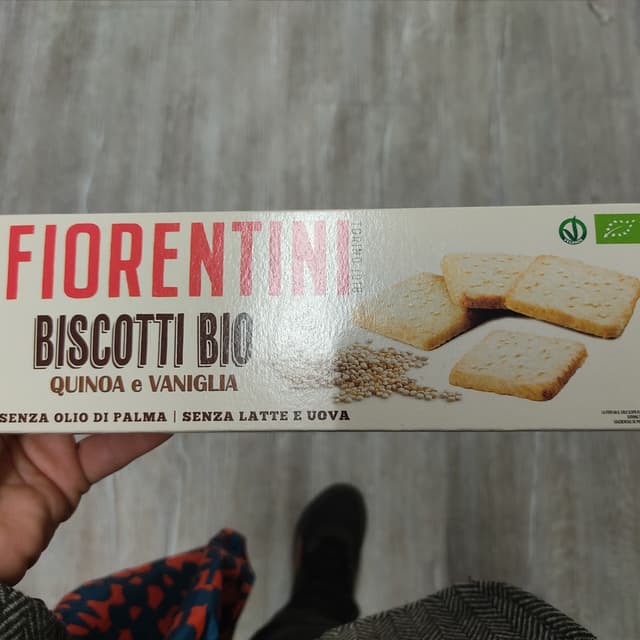 FIORENTINI
BISCOTTI BIO
QUINOA e VANIGLIA
SENZA OLIO DI PALMA | SENZA LATTE E UOVA